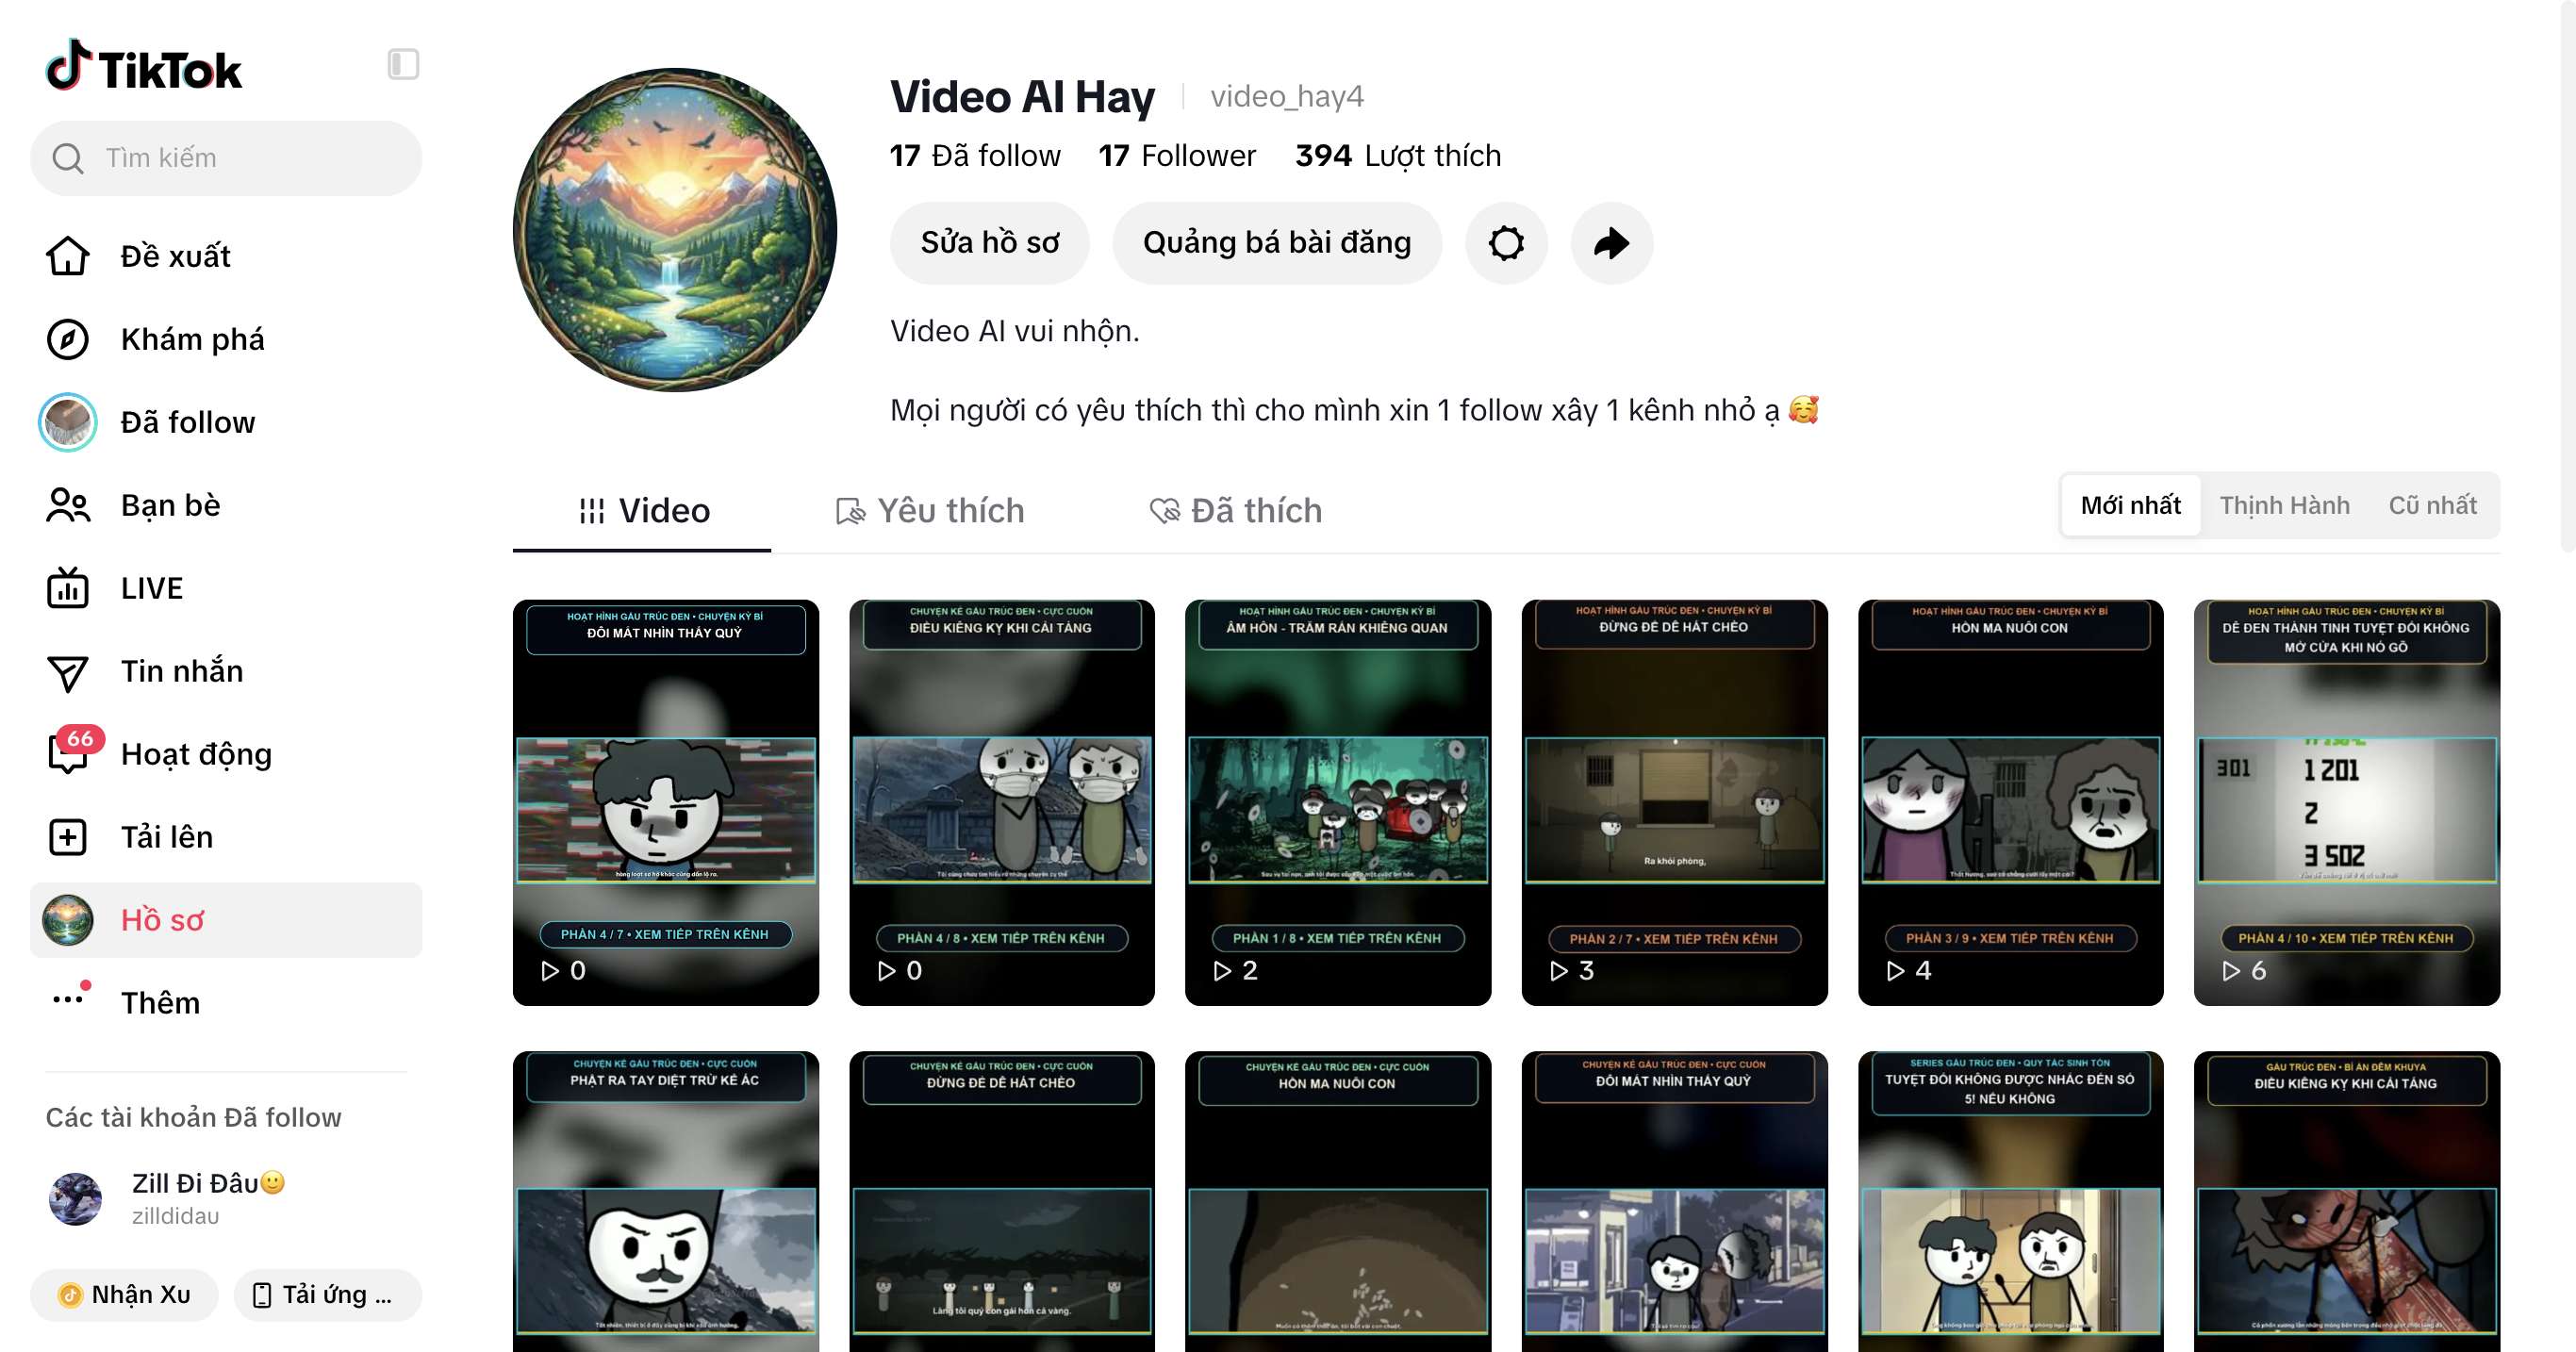 TikTok
Tìm kiếm
Đề xuất
Khám phá
Đã follow
Bạn bè
LIVE
Tin nhắn
66
Hoạt động
Tải lên
Hồ sơ
Thêm
Các tài khoản Đã follow
Zill Đi Đâu🙂
zilldidau
Nhận Xu
Tải ứng ...
Video AI Hay
video_hay4
17 Đã follow 17 Follower 394 Lượt thích
Sửa hồ sơ
Quảng bá bài đăng
Video AI vui nhộn.
Mọi người có yêu thích thì cho mình xin 1 follow xây 1 kênh nhỏ ạ 🥰
Video
Yêu thích
Đã thích
Mới nhất
Thịnh Hành
Cũ nhất
HOẠT HÌNH GẤU TRÚC ĐEN • CHUYỆN KỲ BÍ
ĐÔI MẮT NHÌN THẤY QUỶ
hàng loạt sơ hở khác cũng dần lộ ra.
PHẦN 4 / 7 • XEM TIẾP TRÊN KÊNH
0
CHUYỆN KỂ GẤU TRÚC ĐEN • CỰC CUỐN
ĐIỀU KIÊNG KỴ KHI CẢI TÁNG
PHẦN 4 / 8 • XEM TIẾP TRÊN KÊNH
0
HOẠT HÌNH GẤU TRÚC ĐEN • CHUYỆN KỲ BÍ
ÂM HÔN - TRĂM RẮN KHIÊNG QUAN
PHẦN 1 / 8 • XEM TIẾP TRÊN KÊNH
2
HOẠT HÌNH GẤU TRÚC ĐEN • CHUYỆN KỲ BÍ
ĐỪNG ĐỂ DÊ HÁT CHÈO
Ra khỏi phòng,
PHẦN 2 / 7 • XEM TIẾP TRÊN KÊNH
3
HOẠT HÌNH GẤU TRÚC ĐEN • CHUYỆN KỲ BÍ
HỒN MA NUÔI CON
PHẦN 3 / 9 • XEM TIẾP TRÊN KÊNH
4
HOẠT HÌNH GẤU TRÚC ĐEN • CHUYỆN KỲ BÍ
DÊ ĐEN THÀNH TINH TUYỆT ĐỐI KHÔNG
MỞ CỬA KHI NÓ GÕ
301
1 201
2
3 502
PHẦN 4 / 10 • XEM TIẾP TRÊN KÊNH
6
CHUYỆN KỂ GẤU TRÚC ĐEN • CỰC CUỐN
PHẬT RA TAY DIỆT TRỪ KẺ ÁC
CHUYỆN KỂ GẤU TRÚC ĐEN • CỰC CUỐN
ĐỪNG ĐỂ DÊ HÁT CHÈO
Làng tôi quý con gái hơn cả vàng.
CHUYỆN KỂ GẤU TRÚC ĐEN • CỰC CUỐN
HỒN MA NUÔI CON
CHUYỆN KỂ GẤU TRÚC ĐEN • CỰC CUỐN
ĐÔI MẮT NHÌN THẤY QUỶ
SERIES GẤU TRÚC ĐEN • QUY TẮC SINH TỒN
TUYỆT ĐỐI KHÔNG ĐƯỢC NHẮC ĐẾN SỐ
5! NẾU KHÔNG
GẤU TRÚC ĐEN • BÍ ẨN ĐÊM KHUYA
ĐIỀU KIÊNG KỴ KHI CẢI TÁNG